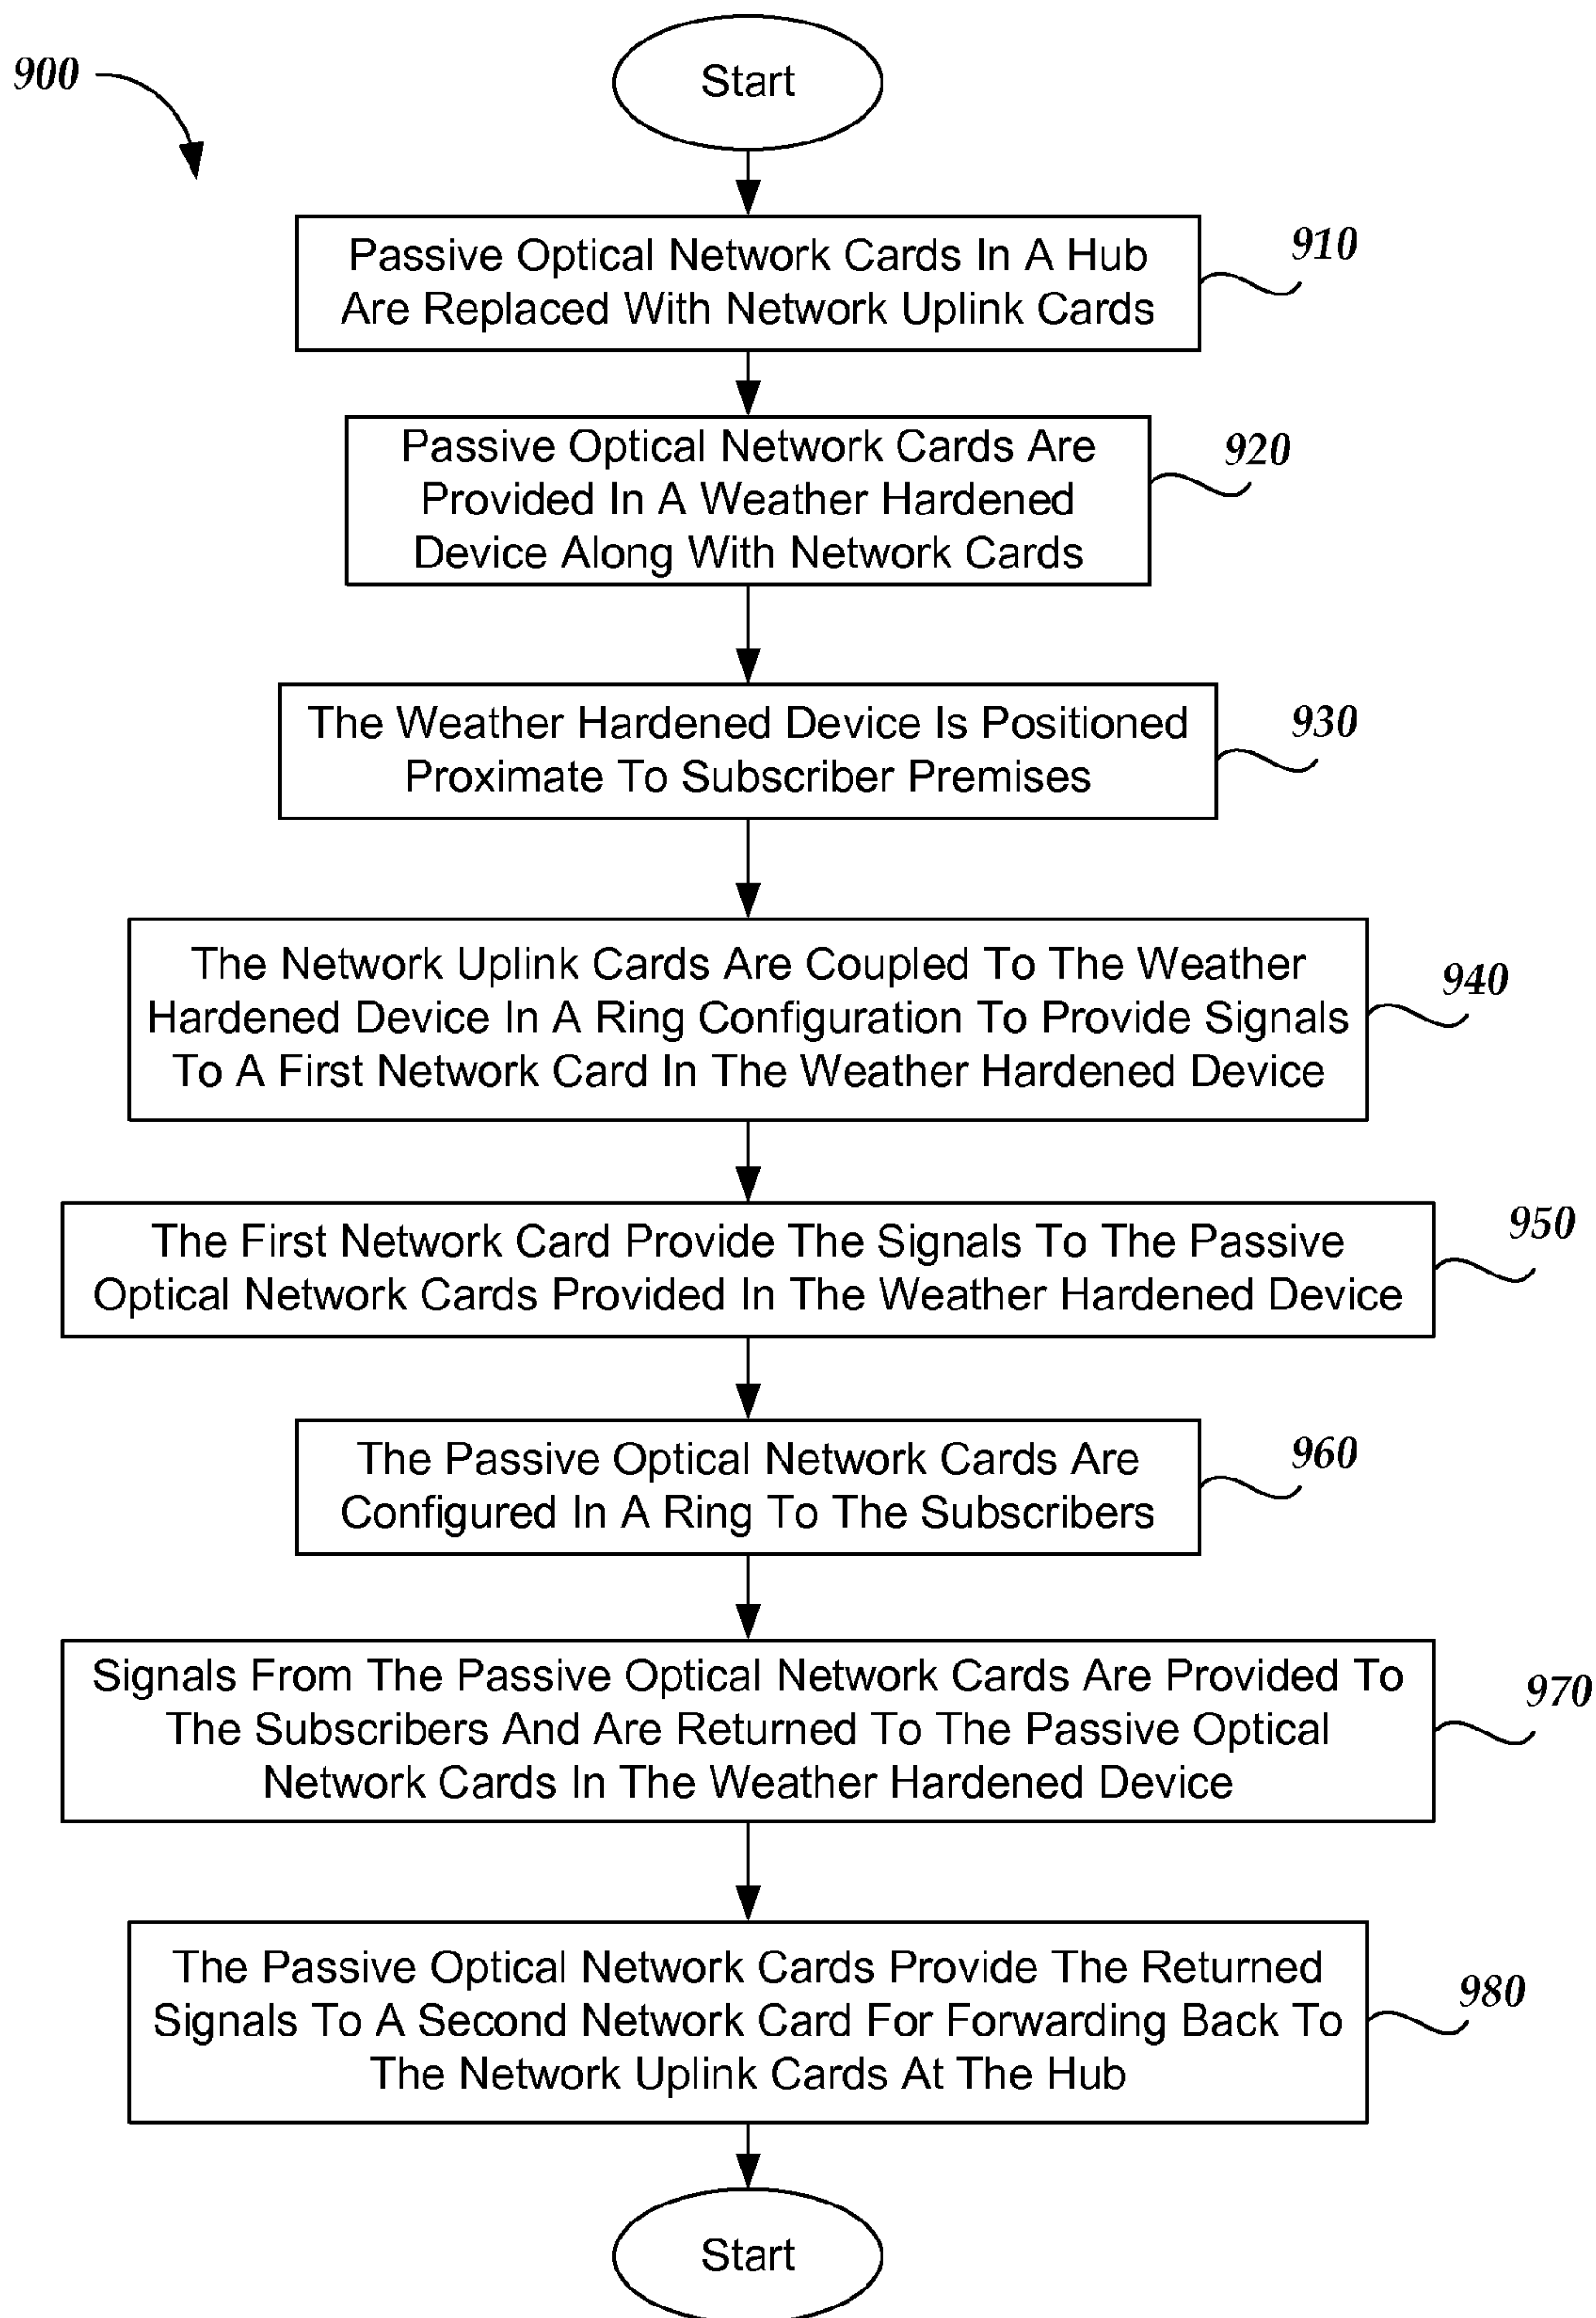 900
Start
Passive Optical Network Cards In A Hub
Are Replaced With Network Uplink Cards
910
Passive Optical Network Cards Are
Provided In A Weather Hardened
Device Along With Network Cards
920
The Weather Hardened Device Is Positioned
Proximate To Subscriber Premises
930
The Network Uplink Cards Are Coupled To The Weather
Hardened Device In A Ring Configuration To Provide Signals
To A First Network Card In The Weather Hardened Device
940
The First Network Card Provide The Signals To The Passive
Optical Network Cards Provided In The Weather Hardened Device
950
The Passive Optical Network Cards Are
Configured In A Ring To The Subscribers
960
Signals From The Passive Optical Network Cards Are Provided To
The Subscribers And Are Returned To The Passive Optical
Network Cards In The Weather Hardened Device
970
The Passive Optical Network Cards Provide The Returned
Signals To A Second Network Card For Forwarding Back To
The Network Uplink Cards At The Hub
980
Start